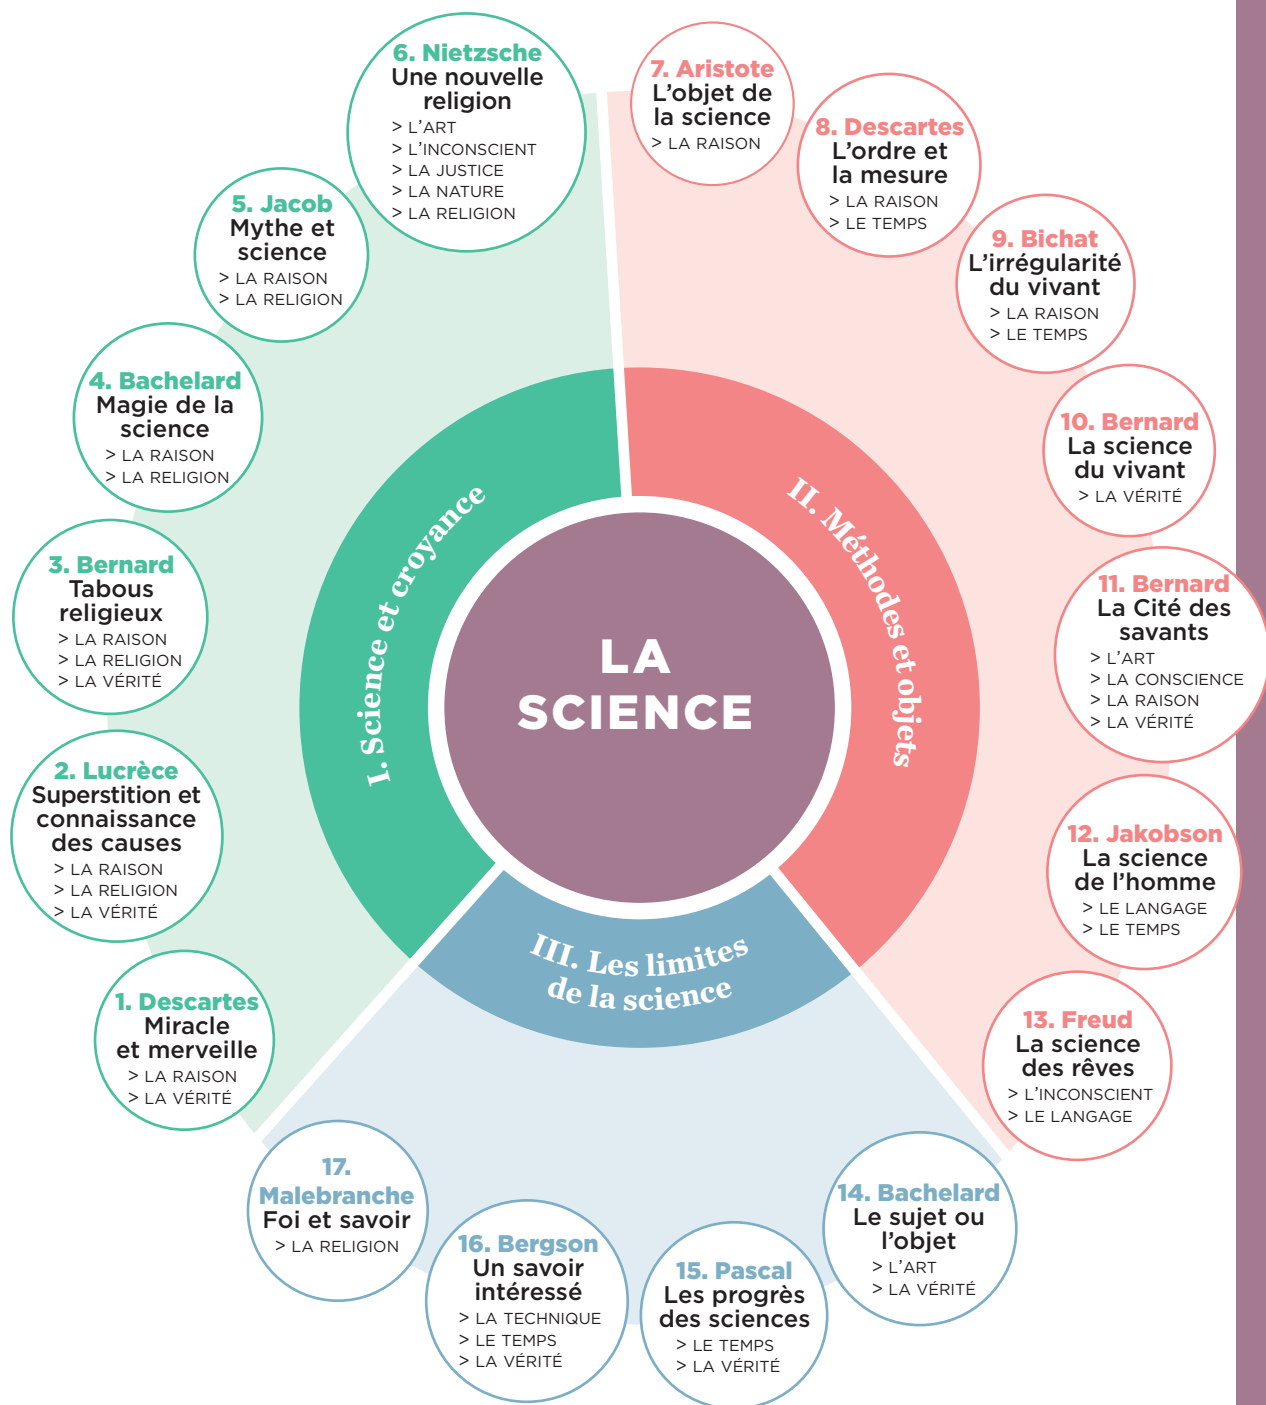 LA
SCIENCE
I. Science et croyance
1. Descartes
Miracle
et merveille
> LA RAISON
> LA VÉRITÉ
2. Lucrèce
Superstition et
connaissance
des causes
> LA RAISON
> LA RELIGION
> LA VÉRITÉ
3. Bernard
Tabous
religieux
> LA RAISON
> LA RELIGION
> LA VÉRITÉ
4. Bachelard
Magie de la
science
> LA RAISON
> LA RELIGION
5. Jacob
Mythe et
science
> LA RAISON
> LA RELIGION
6. Nietzsche
Une nouvelle
religion
> L’ART
> L’INCONSCIENT
> LA JUSTICE
> LA NATURE
> LA RELIGION
II. Méthodes et objets
7. Aristote
L’objet de
la science
> LA RAISON
8. Descartes
L’ordre et
la mesure
> LA RAISON
> LE TEMPS
9. Bichat
L’irrégularité
du vivant
> LA RAISON
> LE TEMPS
10. Bernard
La science
du vivant
> LA VÉRITÉ
11. Bernard
La Cité des
savants
> L’ART
> LA CONSCIENCE
> LA RAISON
> LA VÉRITÉ
12. Jakobson
La science
de l’homme
> LE LANGAGE
> LE TEMPS
13. Freud
La science
des rêves
> L’INCONSCIENT
> LE LANGAGE
III. Les limites
de la science
14. Bachelard
Le sujet ou
l’objet
> L’ART
> LA VÉRITÉ
15. Pascal
Les progrès
des sciences
> LE TEMPS
> LA VÉRITÉ
16. Bergson
Un savoir
intéressé
> LA TECHNIQUE
> LE TEMPS
> LA VÉRITÉ
17.
Malebranche
Foi et savoir
> LA RELIGION